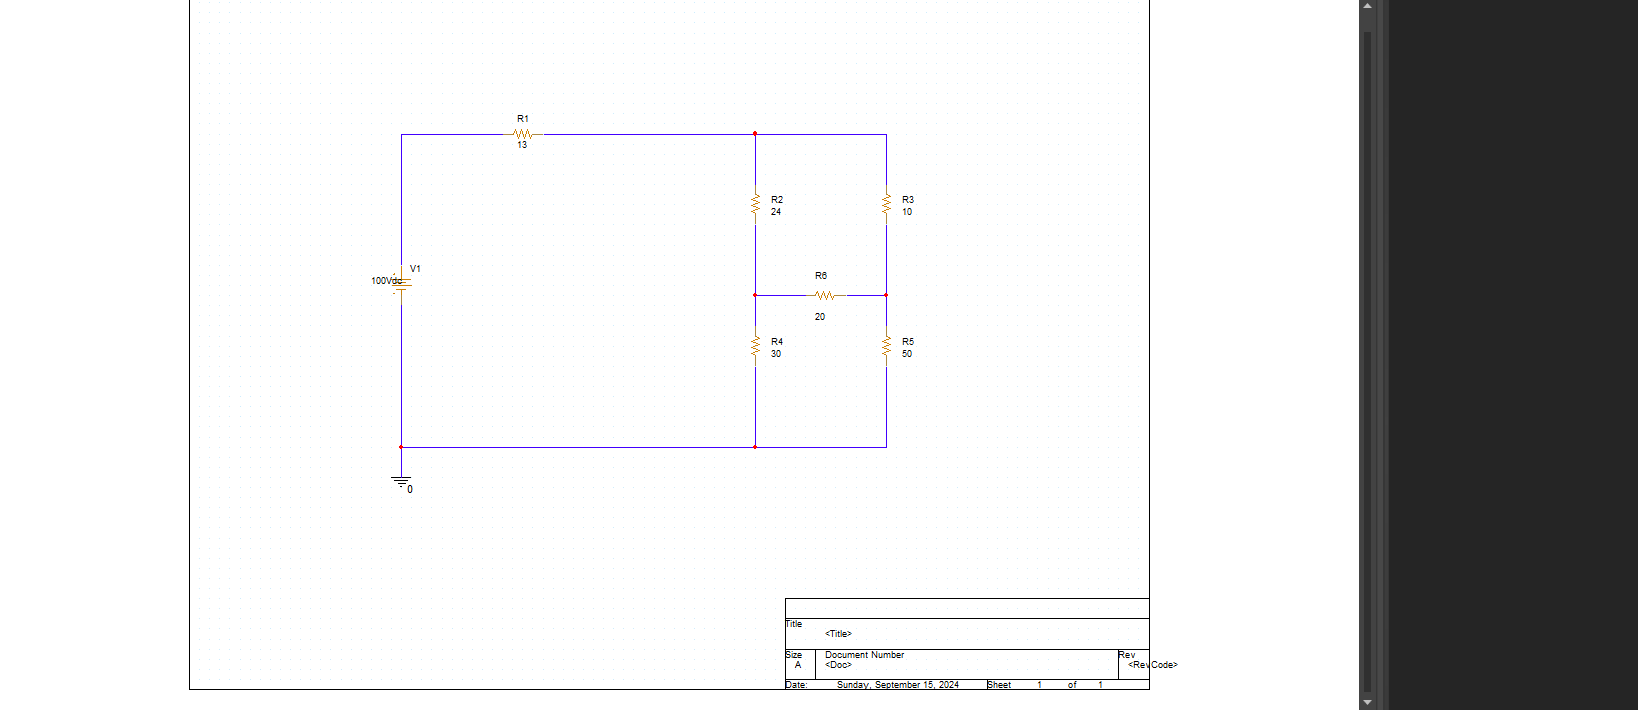 R1
13
R2
24
R3
10
V1
100Vdc
R6
20
R4
30
R5
50
0
Title
<Title>
Size
A
Document Number
<Doc>
Rev
<RevCode>
Date: Sunday, September 15, 2024 Sheet 1 of 1